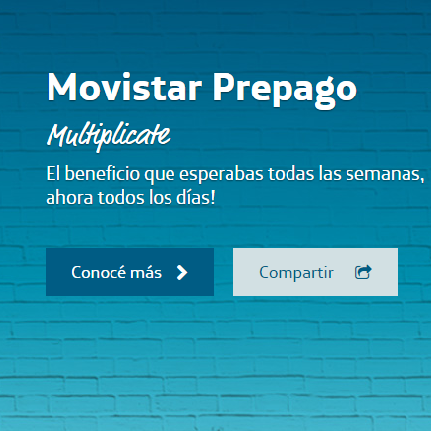 Movistar Prepago
Multiplicate
El beneficio que esperabas todas las semanas,
ahora todos los días!
Conocé más
Compartir